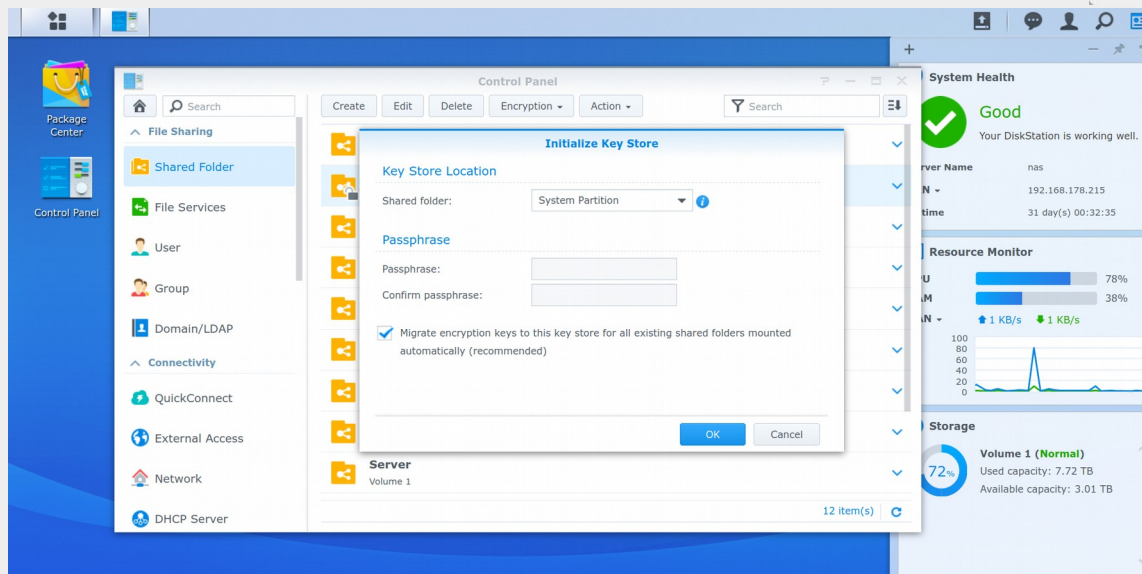 Package
Center
Control Panel
Control Panel
Search
File Sharing
Shared Folder
File Services
User
Group
Domain/LDAP
Connectivity
QuickConnect
External Access
Network
DHCP Server
Create
Edit
Delete
Encryption
Action
Search
Initialize Key Store
Key Store Location
Shared folder:
System Partition
Passphrase
Passphrase:
Confirm passphrase:
Migrate encryption keys to this key store for all existing shared folders mounted
automatically (recommended)
OK
Cancel
Server
Volume 1
12 item(s)
System Health
Good
Your DiskStation is working well.
rver Name
nas
N
192.168.178.215
time
31 day(s) 00:32:35
Resource Monitor
U
78%
M
38%
N
1 KB/s
1 KB/s
100
80
60
40
20
0
Storage
72%
Volume 1 (Normal)
Used capacity: 7.72 TB
Available capacity: 3.01 TB